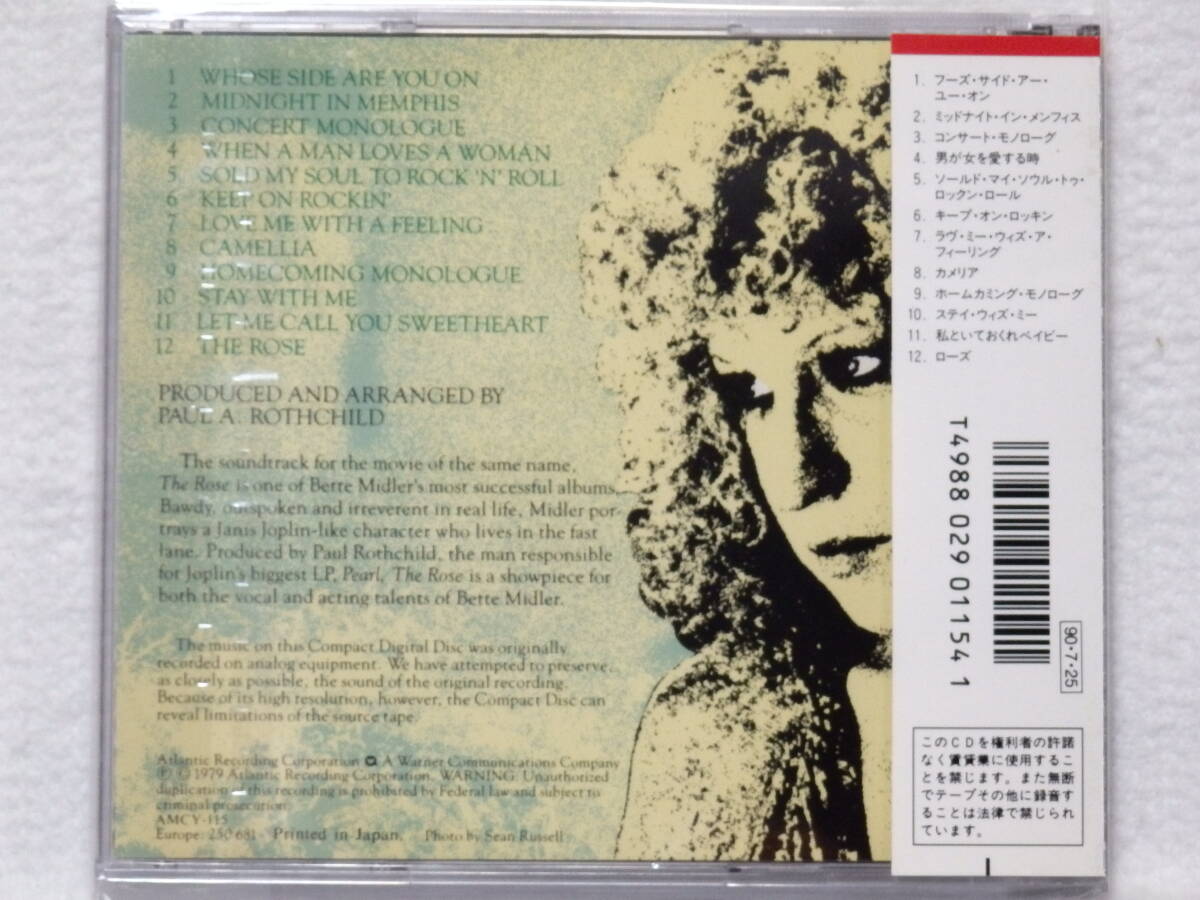 1 WHOSE SIDE ARE YOU ON
2 MIDNIGHT IN MEMPHIS
3 CONCERT MONOLOGUE
4 WHEN A MAN LOVES A WOMAN
5 SOLD MY SOUL TO ROCK 'N' ROLL
6 KEEP ON ROCKIN'
7 LOVE ME WITH A FEELING
8 CAMELLIA
9 HOMECOMING MONOLOGUE
10 STAY WITH ME
11 LET ME CALL YOU SWEETHEART
12 THE ROSE
PRODUCED AND ARRANGED BY
PAUL A. ROTHCHILD
The soundtrack for the movie of the same name,
The Rose is one of Bette Midler's most successful albums.
Bawdy, outspoken and irreverent in real life, Midler por-
trays a Janis Joplin-like character who lives in the fast
lane. Produced by Paul Rothchild, the man responsible
for Joplin's biggest LP, Pearl, The Rose is a showpiece for
both the vocal and acting talents of Bette Midler.
The music on this Compact Digital Disc was originally
recorded on analog equipment. We have attempted to preserve,
as closely as possible, the sound of the original recording.
Because of its high resolution, however, the Compact Disc can
reveal limitations of the source tape.
Atlantic Recording Corporation A Warner Communications Company
℗ © 1979 Atlantic Recording Corporation. WARNING: Unauthorized
duplication of this recording is prohibited by Federal law and subject to
criminal prosecution.
AMCY-115
Europe: 250 681 Printed in Japan. Photo by Sean Russell
1. フーズ・サイド・アー・
ユー・オン
2. ミッドナイト・イン・メンフィス
3. コンサート・モノローグ
4. 男が女を愛する時
5. ソールド・マイ・ソウル・トゥ・
ロックン・ロール
6. キープ・オン・ロッキン
7. ラヴ・ミー・ウィズ・ア・
フィーリング
8. カメリア
9. ホームカミング・モノローグ
10. ステイ・ウィズ・ミー
11. 私といておくれベイビー
12. ローズ
T4988 029 01154 1
90・7・25
このCDを権利者の許諾
なく賃貸業に使用するこ
とを禁じます。また無断
でテープその他に録音す
ることは法律で禁じられ
ています。